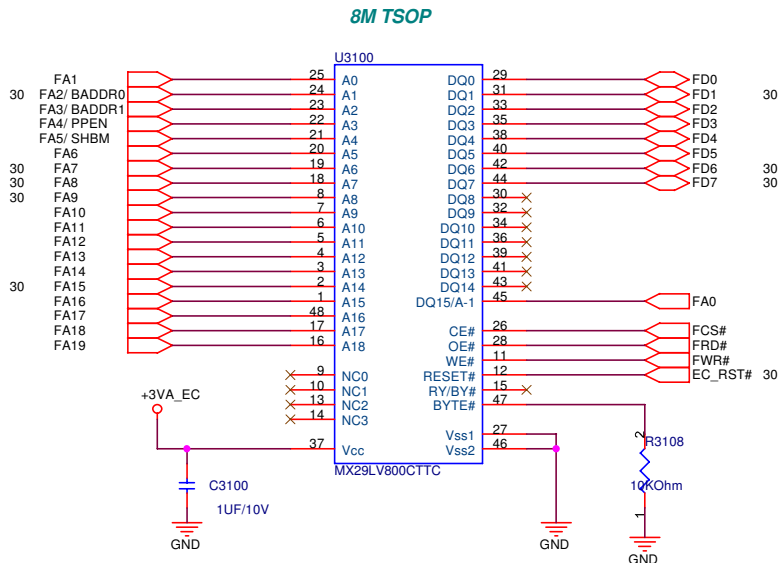 8M TSOP
U3100
FA1 25 A0 DQ0 29 FD0
30 FA2/ BADDR0 24 A1 DQ1 31 FD1 30
FA3/ BADDR1 23 A2 DQ2 33 FD2
FA4/ PPEN 22 A3 DQ3 35 FD3
FA5/ SHBM 21 A4 DQ4 38 FD4
FA6 20 A5 DQ5 40 FD5
30 FA7 19 A6 DQ6 42 FD6 30
30 FA8 18 A7 DQ7 44 FD7 30
30 FA9 8 A8 DQ8 30
FA10 7 A9 DQ9 32
FA11 6 A10 DQ10 34
FA12 5 A11 DQ11 36
FA13 4 A12 DQ12 39
FA14 3 A13 DQ13 41
30 FA15 2 A14 DQ14 43
FA16 1 A15 DQ15/A-1 45 FA0
FA17 48 A16
FA18 17 A17 CE# 26 FCS#
FA19 16 A18 OE# 28 FRD#
WE# 11 FWR#
9 NC0 RESET# 12 EC_RST# 30
10 NC1 RY/BY# 15
+3VA_EC 13 NC2 BYTE# 47
14 NC3
Vss1 27
37 Vcc Vss2 46
2 R3108
MX29LV800CTTC
C3100 10KOhm
1UF/10V 1
GND GND GND